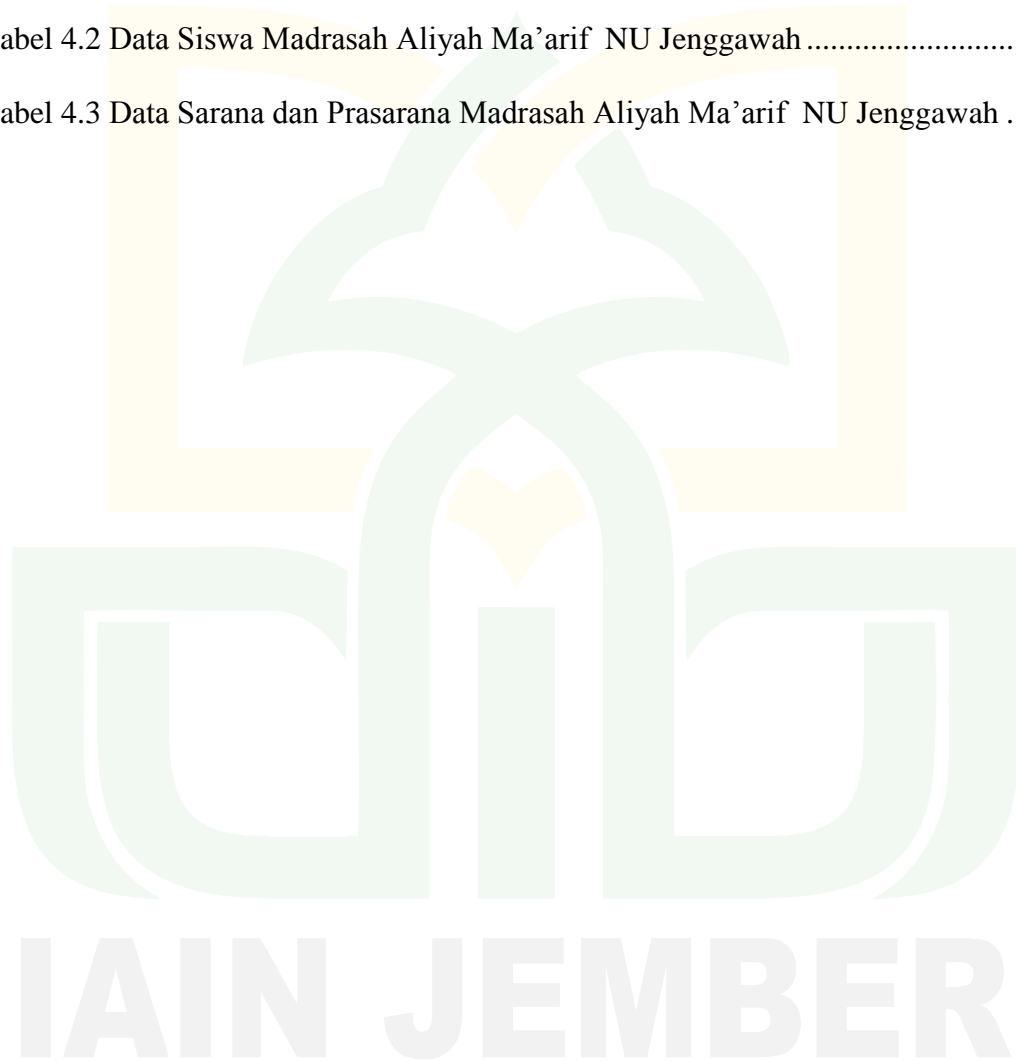 abel 4.2 Data Siswa Madrasah Aliyah Ma’arif NU Jenggawah ..........................
abel 4.3 Data Sarana dan Prasarana Madrasah Aliyah Ma’arif NU Jenggawah .
IAIN JEMBER